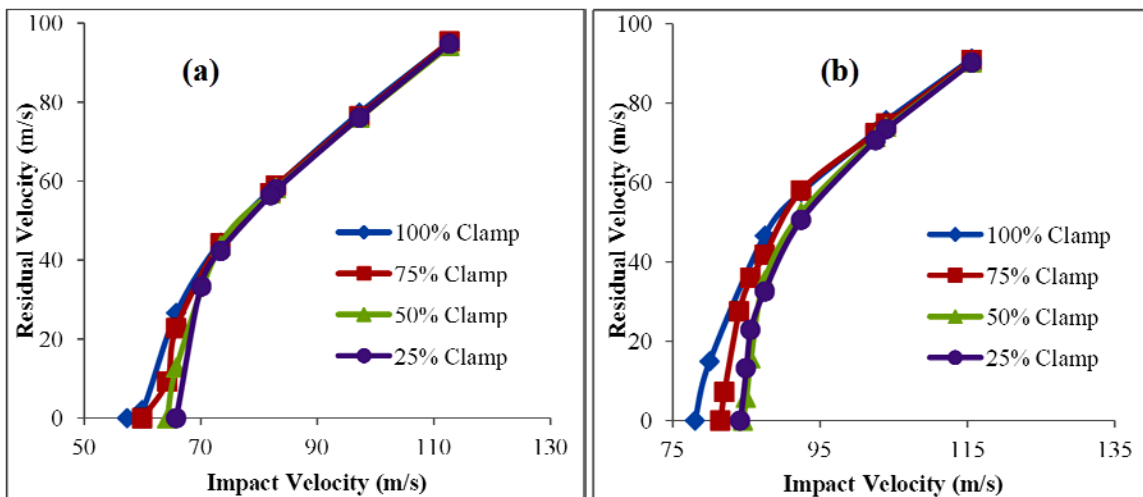 (a)
Residual Velocity (m/s)
100
80
60
40
20
0
50
70
90
110
130
Impact Velocity (m/s)
100% Clamp
75% Clamp
50% Clamp
25% Clamp
(b)
Residual Velocity (m/s)
100
80
60
40
20
0
75
95
115
135
Impact Velocity (m/s)
100% Clamp
75% Clamp
50% Clamp
25% Clamp